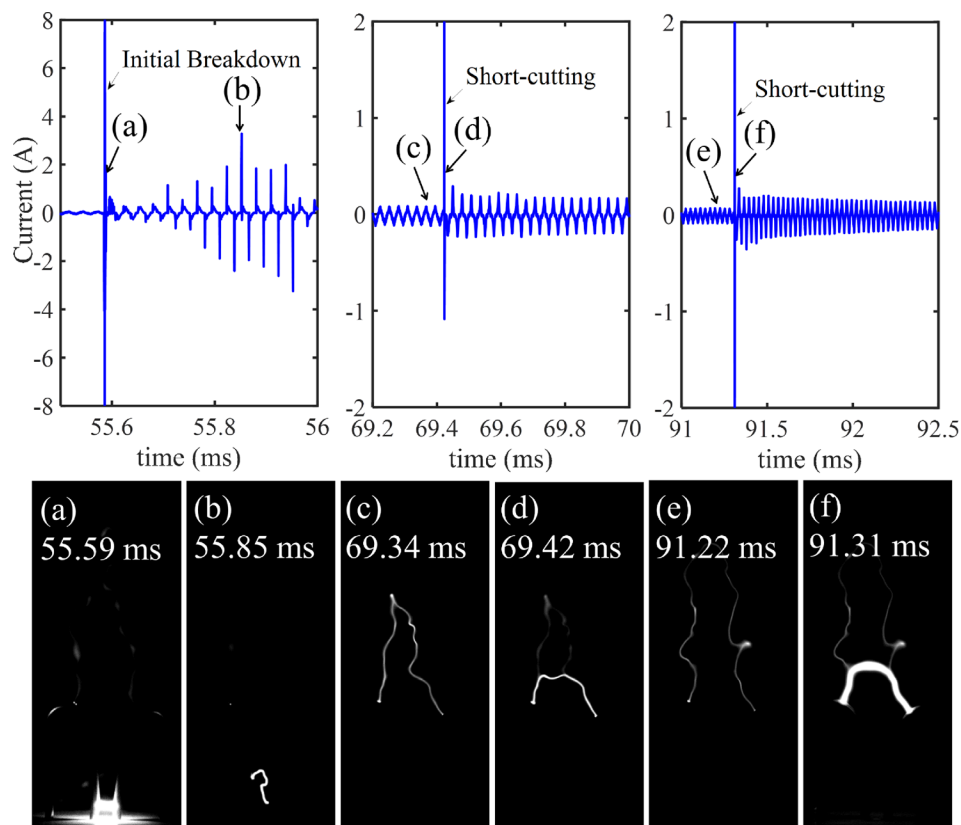 8
6
4
2
0
-2
-4
-6
-8
Current (A)
Initial Breakdown
(a)
(b)
55.6
55.8
56
time (ms)
2
1
0
-1
-2
Short-cutting
(c)
(d)
69.2
69.4
69.6
69.8
70
time (ms)
2
1
0
-1
-2
Short-cutting
(e)
(f)
91
91.5
92
92.5
time (ms)
(a)
55.59 ms
(b)
55.85 ms
(c)
69.34 ms
(d)
69.42 ms
(e)
91.22 ms
(f)
91.31 ms